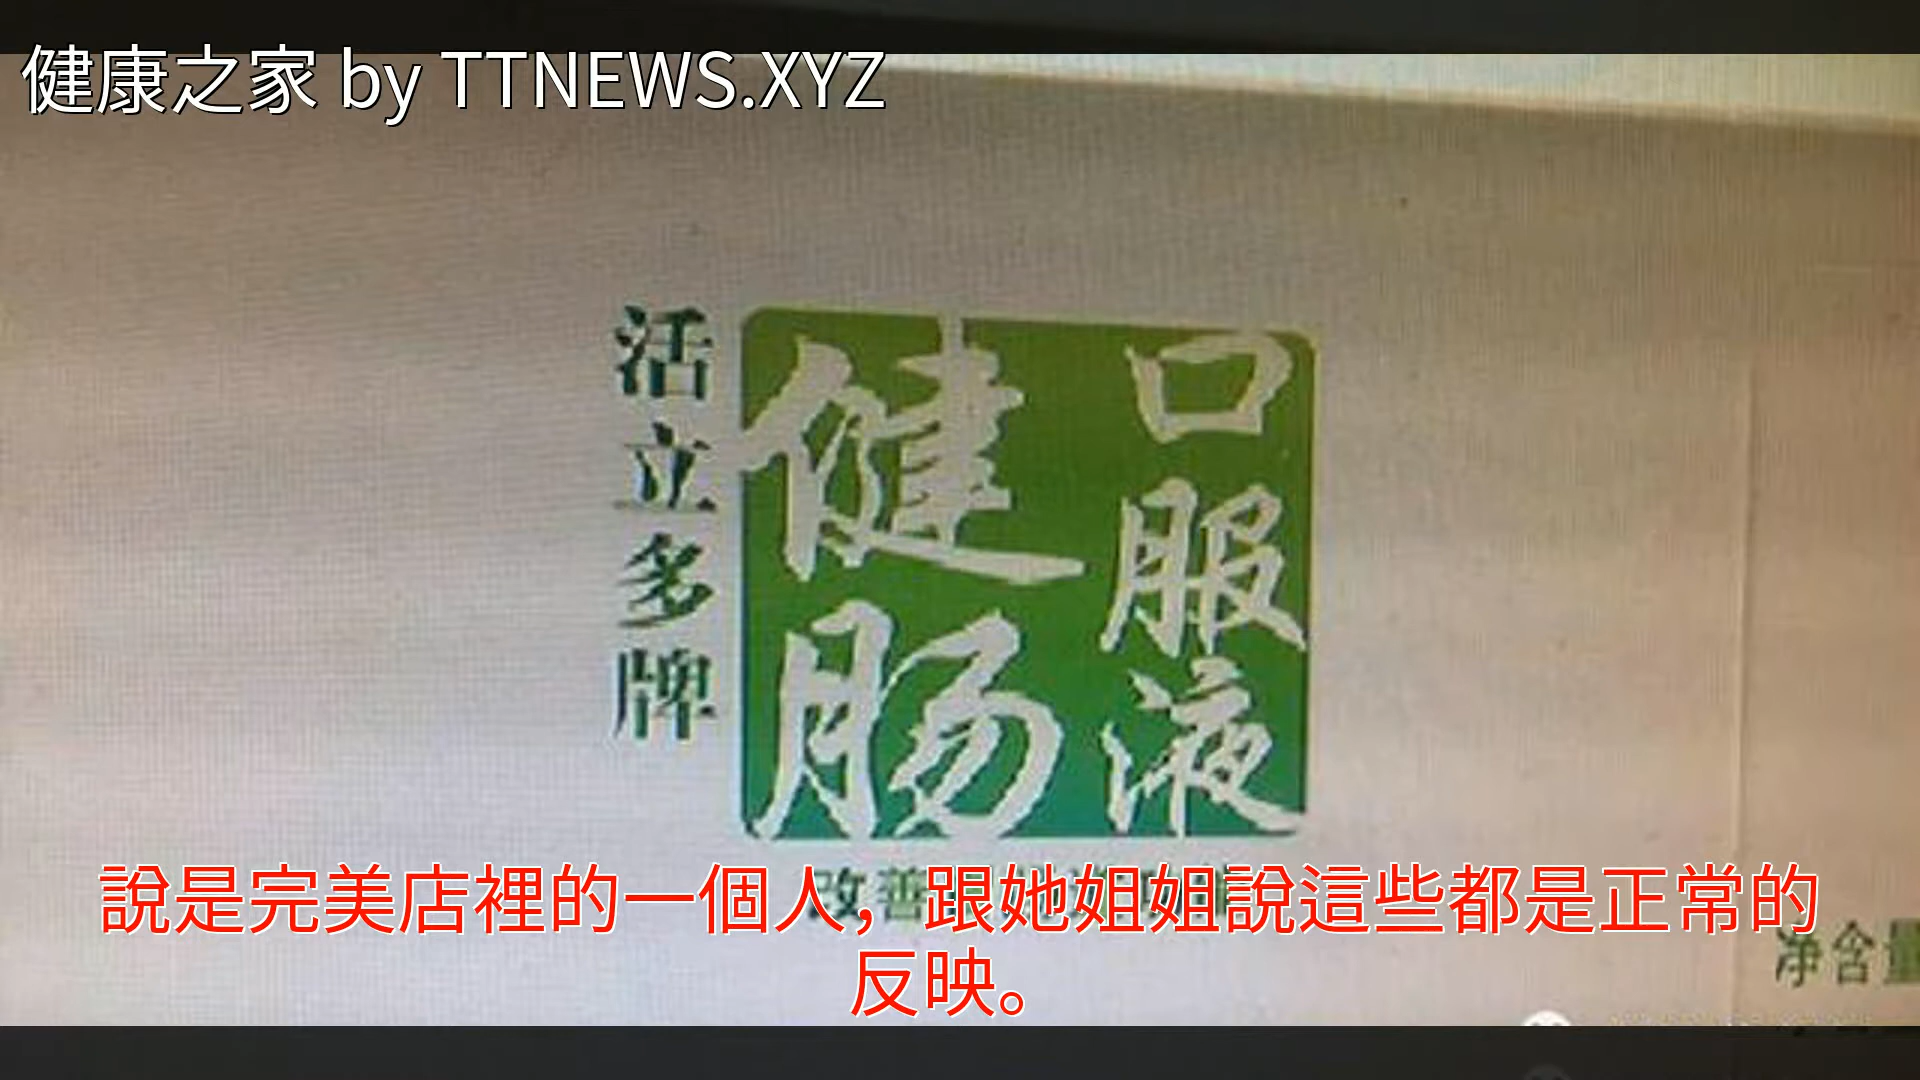 健康之家 by TTNEWS.XYZ
活立多牌
健肠
口服液
改善
說是完美店裡的一個人，跟她姐姐說這些都是正常的
反映。
净含量